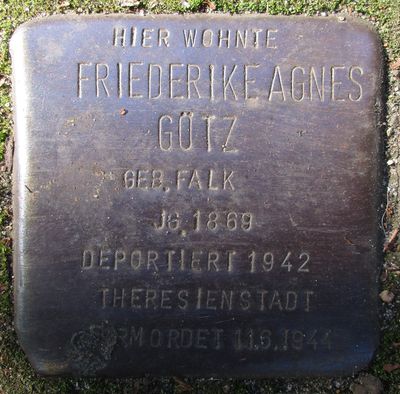 HIER WOHNTE
FRIEDERIKE AGNES
GÖTZ
GEB. FALK
JG. 1869
DEPORTIERT 1942
THERESIENSTADT
ERMORDET 11.6.1944